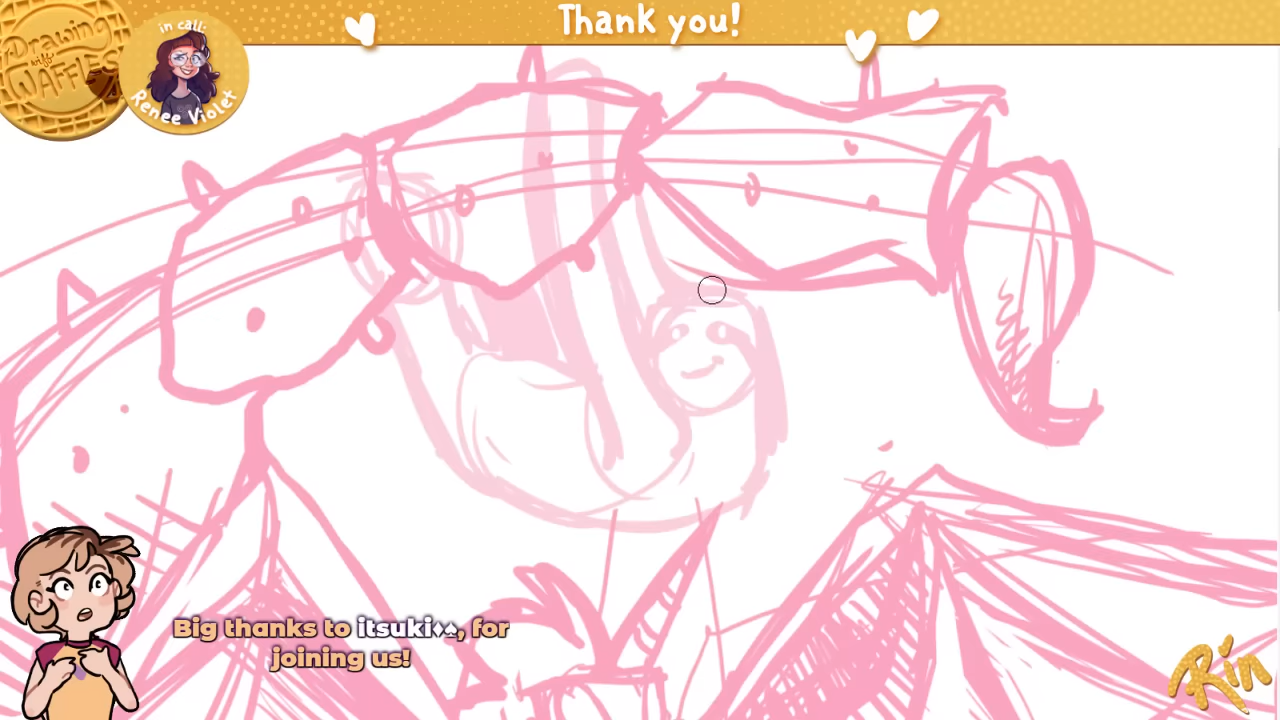 Thank you!
Drawing
with
WAFFLES
in call:
Renee Violet
Big thanks to itsuki♦♠, for
joining us!
Rin